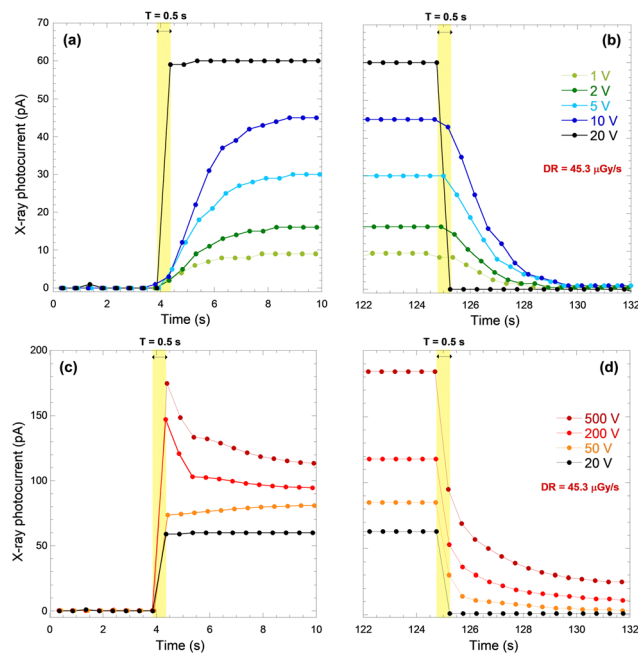 T = 0.5 s
(a)
70
60
50
40
30
20
10
0
X-ray photocurrent (pA)
0 2 4 6 8 10
Time (s)
T = 0.5 s
(b)
1 V
2 V
5 V
10 V
20 V
DR = 45.3 μGy/s
122 124 126 128 130 132
Time (s)
T = 0.5 s
(c)
200
150
100
50
0
X-ray photocurrent (pA)
0 2 4 6 8 10
Time (s)
T = 0.5 s
(d)
500 V
200 V
50 V
20 V
DR = 45.3 μGy/s
122 124 126 128 130 132
Time (s)